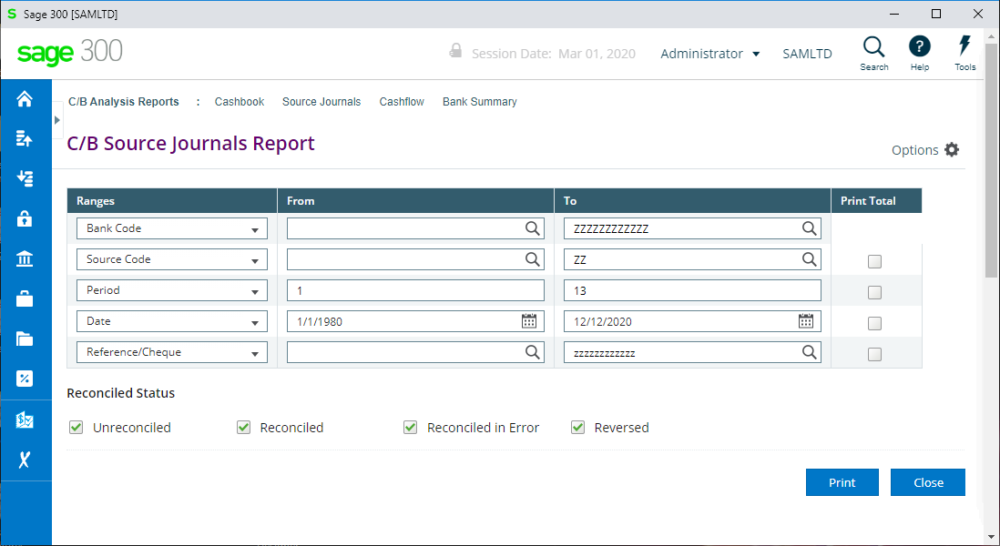 S Sage 300 [SAMLTD]
sage 300
Session Date: Mar 01, 2020 Administrator SAMLTD Search Help Tools
C/B Analysis Reports : Cashbook Source Journals Cashflow Bank Summary
C/B Source Journals Report
Options
Ranges From To Print Total
Bank Code ZZZZZZZZZZZZ
Source Code ZZ
Period 1 13
Date 1/1/1980 12/12/2020
Reference/Cheque zzzzzzzzzzzz
Reconciled Status
Unreconciled Reconciled Reconciled in Error Reversed
Print Close